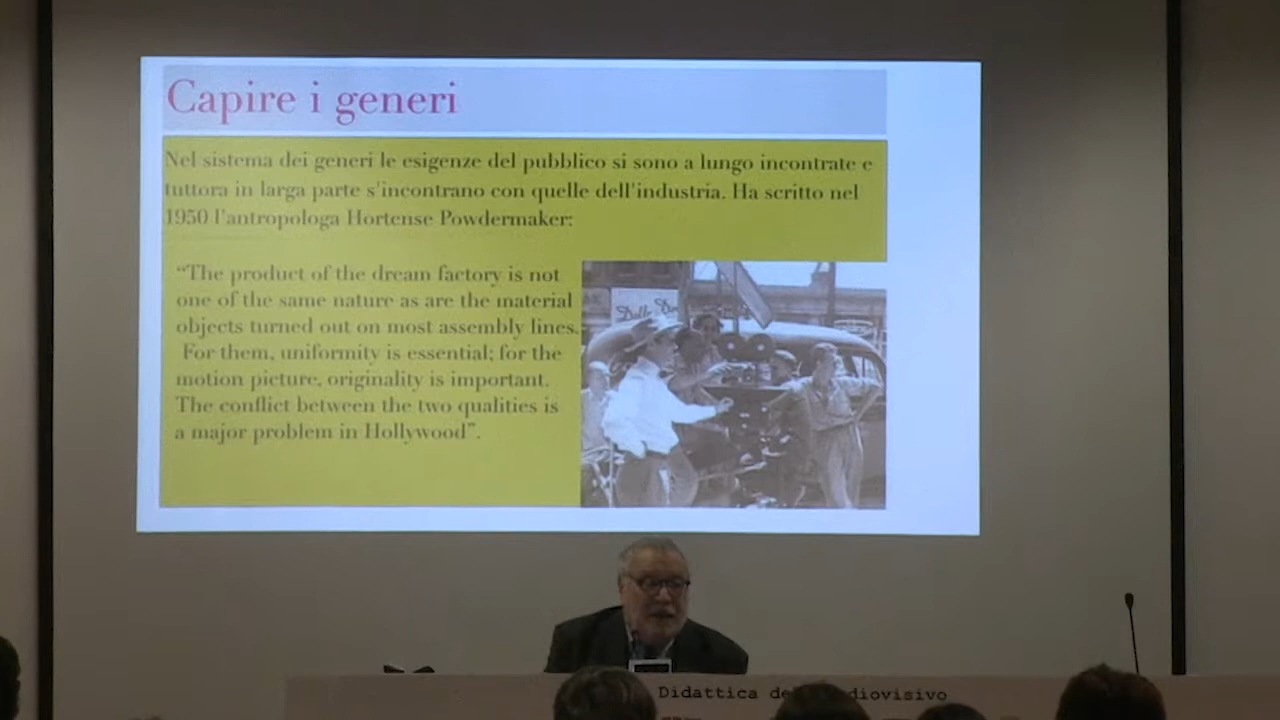 Capire i generi
Nel sistema dei generi le esigenze del pubblico si sono a lungo incontrate e
tuttora in larga parte s'incontrano con quelle dell'industria. Ha scritto nel
1950 l'antropologa Hortense Powdermaker:
“The product of the dream factory is not
one of the same nature as are the material
objects turned out on most assembly lines.
For them, uniformity is essential; for the
motion picture, originality is important.
The conflict between the two qualities is
a major problem in Hollywood”.
Didattica